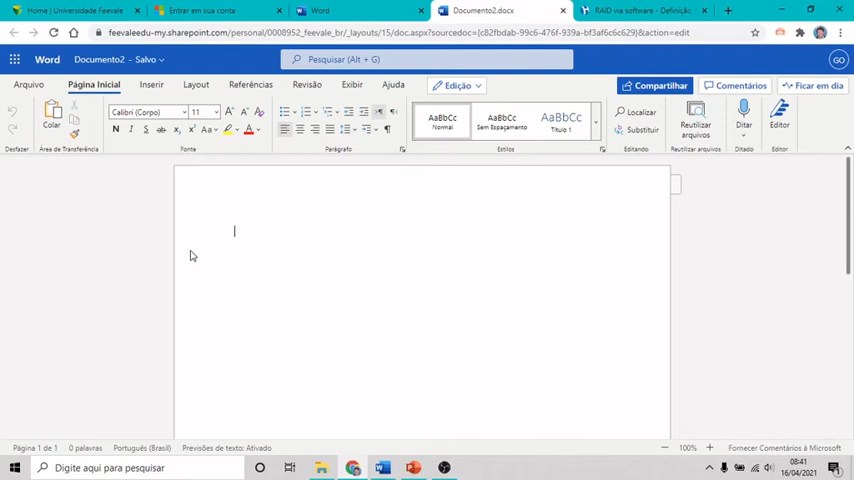 Home | Universidade Feevale
Entrar em sua conta
Word
Documento2.docx
RAID via software - Definição
feevaleedu-my.sharepoint.com/personal/0008952_feevale_br/_layouts/15/doc.aspx?sourcedoc={c82fbdab-99c6-476f-939a-bf3af6c6c629}&action=edit
Word Documento2 - Salvo
Pesquisar (Alt + G)
GO
Arquivo Página Inicial Inserir Layout Referências Revisão Exibir Ajuda
Edição
Compartilhar
Comentários
Ficar em dia
Calibri (Corpo) 11
Colar
N I S ab x₂ x² Aa A
AaBbCc
Normal
AaBbCc
Sem Espaçamento
AaBbCc
Título 1
Localizar
Substituir
Reutilizar
arquivos
Ditar
Editor
Desfazer Área de Transferência Fonte Parágrafo Estilos Editando Reutilizar arquivos Ditado Editor
Página 1 de 1 0 palavras Português (Brasil) Previsões de texto: Ativado
100% Fornecer Comentários à Microsoft
Digite aqui para pesquisar
08:41
16/04/2021